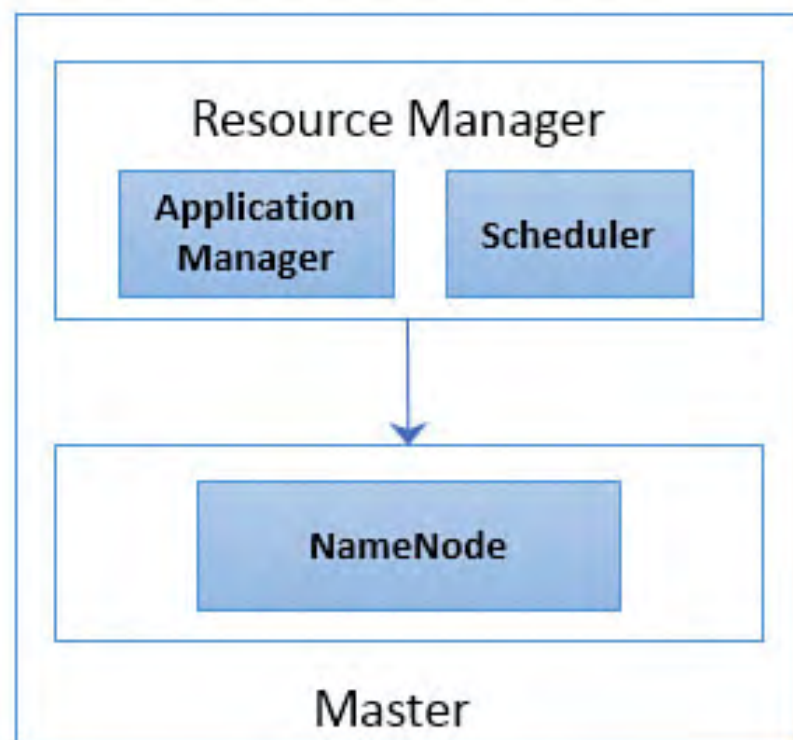 Resource Manager
Application
Manager
Scheduler
NameNode
Master